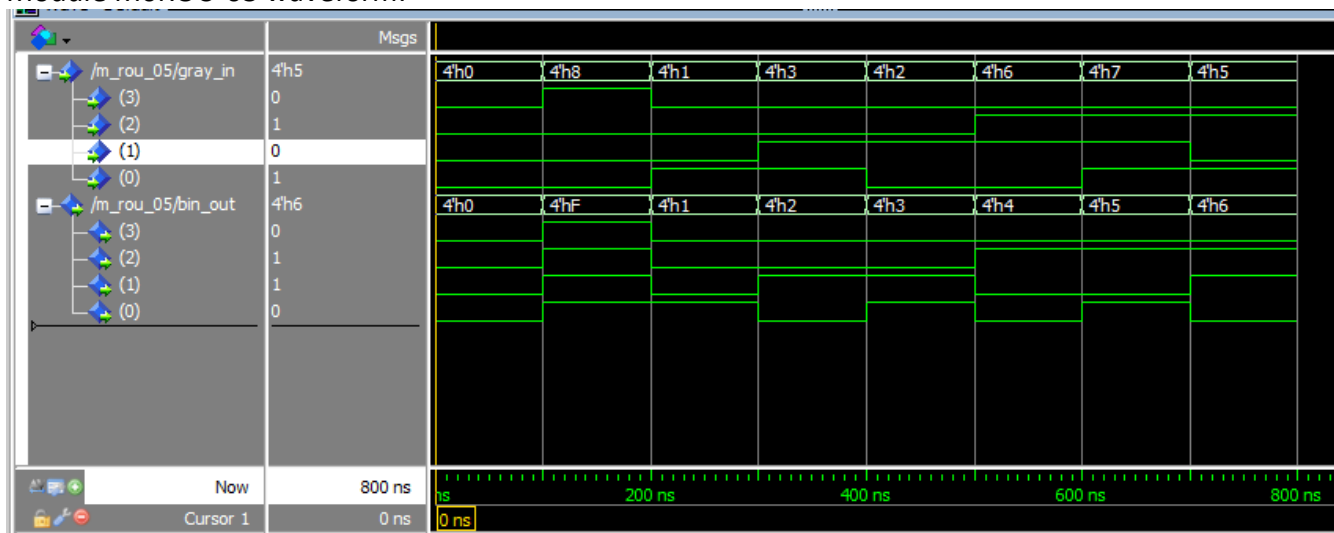 Msgs
/m_rou_05/gray_in 4'h5 4'h0 4'h8 4'h1 4'h3 4'h2 4'h6 4'h7 4'h5
(3) 0
(2) 1
(1) 0
(0) 1
/m_rou_05/bin_out 4'h6 4'h0 4'hF 4'h1 4'h2 4'h3 4'h4 4'h5 4'h6
(3) 0
(2) 1
(1) 1
(0) 0
Now 800 ns ns 200 ns 400 ns 600 ns 800 ns
Cursor 1 0 ns 0 ns